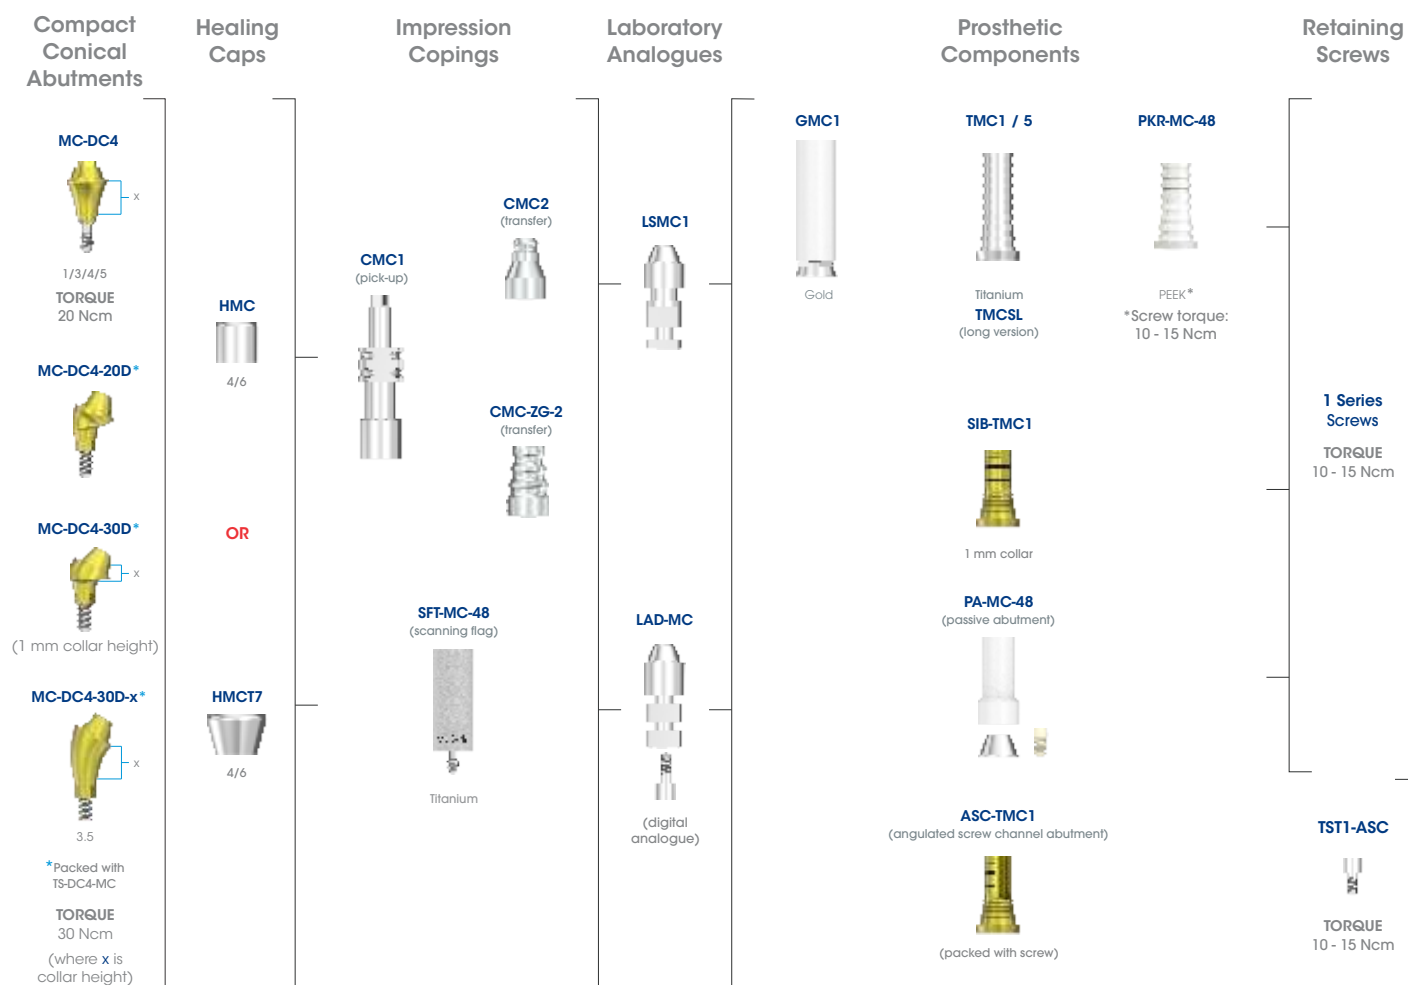 Compact
Conical
Abutments
MC-DC4
x
1/3/4/5
TORQUE
20 Ncm
MC-DC4-20D*
MC-DC4-30D*
x
(1 mm collar height)
MC-DC4-30D-x*
x
3.5
*Packed with
TS-DC4-MC
TORQUE
30 Ncm
(where x is
collar height)
Healing
Caps
HMC
4/6
OR
HMCT7
4/6
Impression
Copings
CMC1
(pick-up)
CMC2
(transfer)
CMC-ZG-2
(transfer)
SFT-MC-48
(scanning flag)
Titanium
Laboratory
Analogues
LSMC1
LAD-MC
(digital
analogue)
Prosthetic
Components
GMC1
Gold
TMC1 / 5
Titanium
TMCSL
(long version)
PKR-MC-48
PEEK*
*Screw torque:
10 - 15 Ncm
SIB-TMC1
1 mm collar
PA-MC-48
(passive abutment)
ASC-TMC1
(angulated screw channel abutment)
(packed with screw)
Retaining
Screws
1 Series
Screws
TORQUE
10 - 15 Ncm
TST1-ASC
TORQUE
10 - 15 Ncm